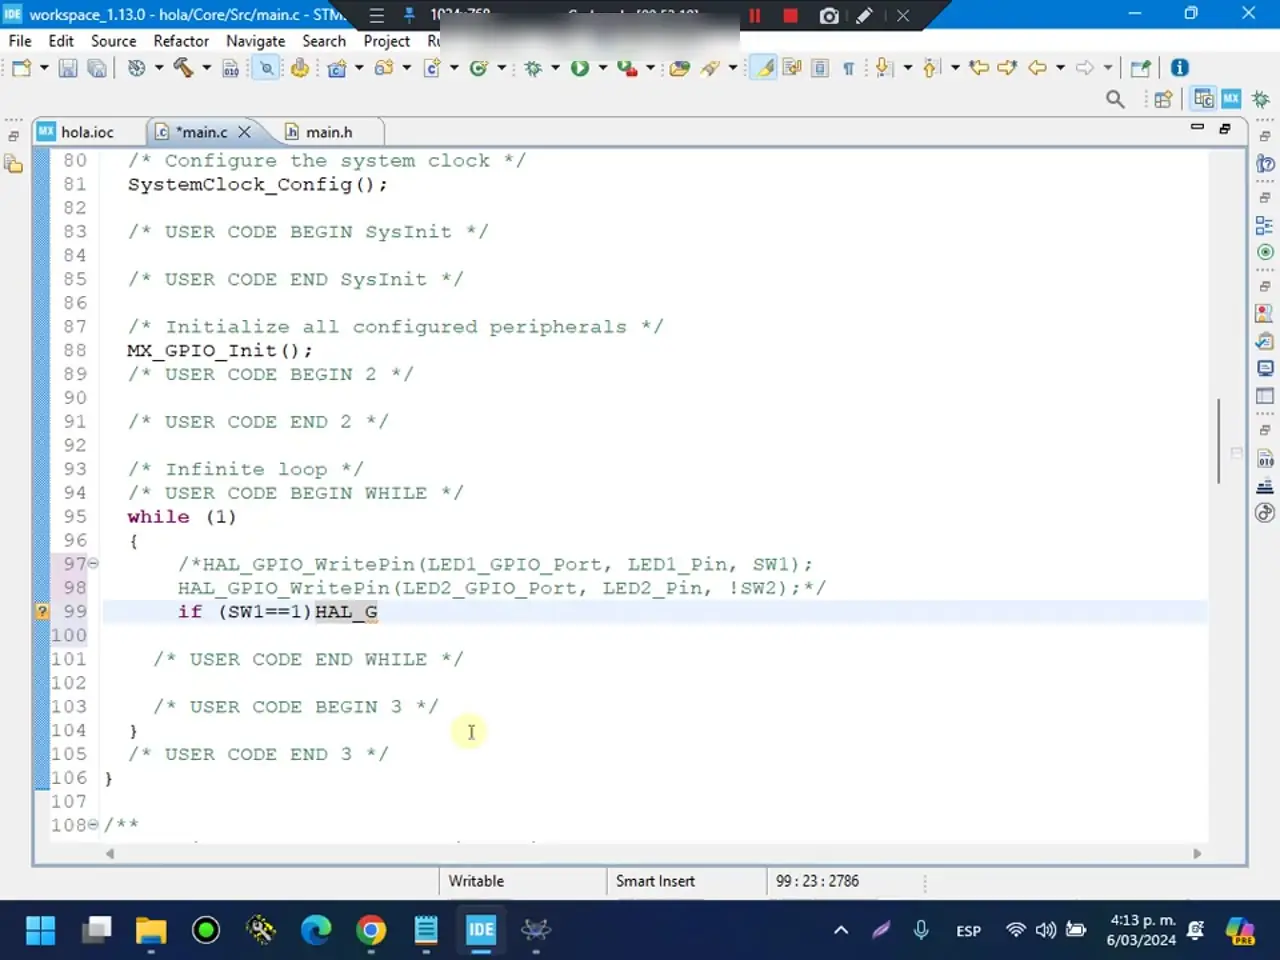 IDE workspace_1.13.0 - hola/Core/Src/main.c - STM
File Edit Source Refactor Navigate Search Project
MX hola.ioc
*main.c
main.h
80 /* Configure the system clock */
81 SystemClock_Config();
82
83 /* USER CODE BEGIN SysInit */
84
85 /* USER CODE END SysInit */
86
87 /* Initialize all configured peripherals */
88 MX_GPIO_Init();
89 /* USER CODE BEGIN 2 */
90
91 /* USER CODE END 2 */
92
93 /* Infinite loop */
94 /* USER CODE BEGIN WHILE */
95 while (1)
96 {
97 /*HAL_GPIO_WritePin(LED1_GPIO_Port, LED1_Pin, SW1);
98 HAL_GPIO_WritePin(LED2_GPIO_Port, LED2_Pin, !SW2);*/
99 if (SW1==1)HAL_G
100
101 /* USER CODE END WHILE */
102
103 /* USER CODE BEGIN 3 */
104 }
105 /* USER CODE END 3 */
106 }
107
108 /**
Writable
Smart Insert
99 : 23 : 2786
IDE
ESP
4:13 p. m.
6/03/2024
PRE